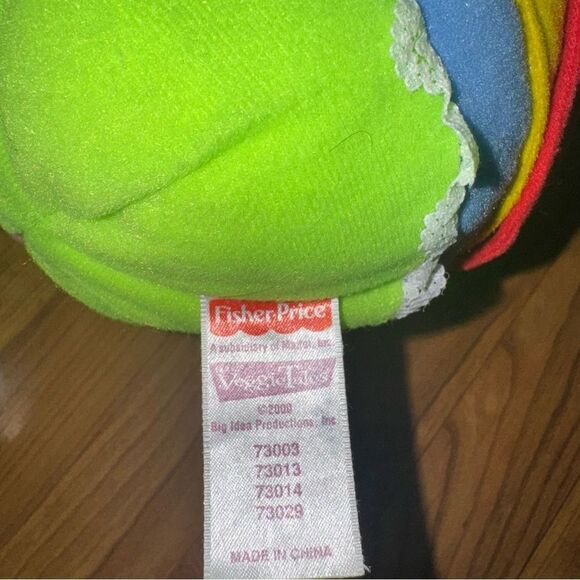 Fisher-Price
A subsidiary of Mattel, Inc.
VeggieTales
©2000
Big Idea Productions, Inc
73003
73013
73014
73029
MADE IN CHINA